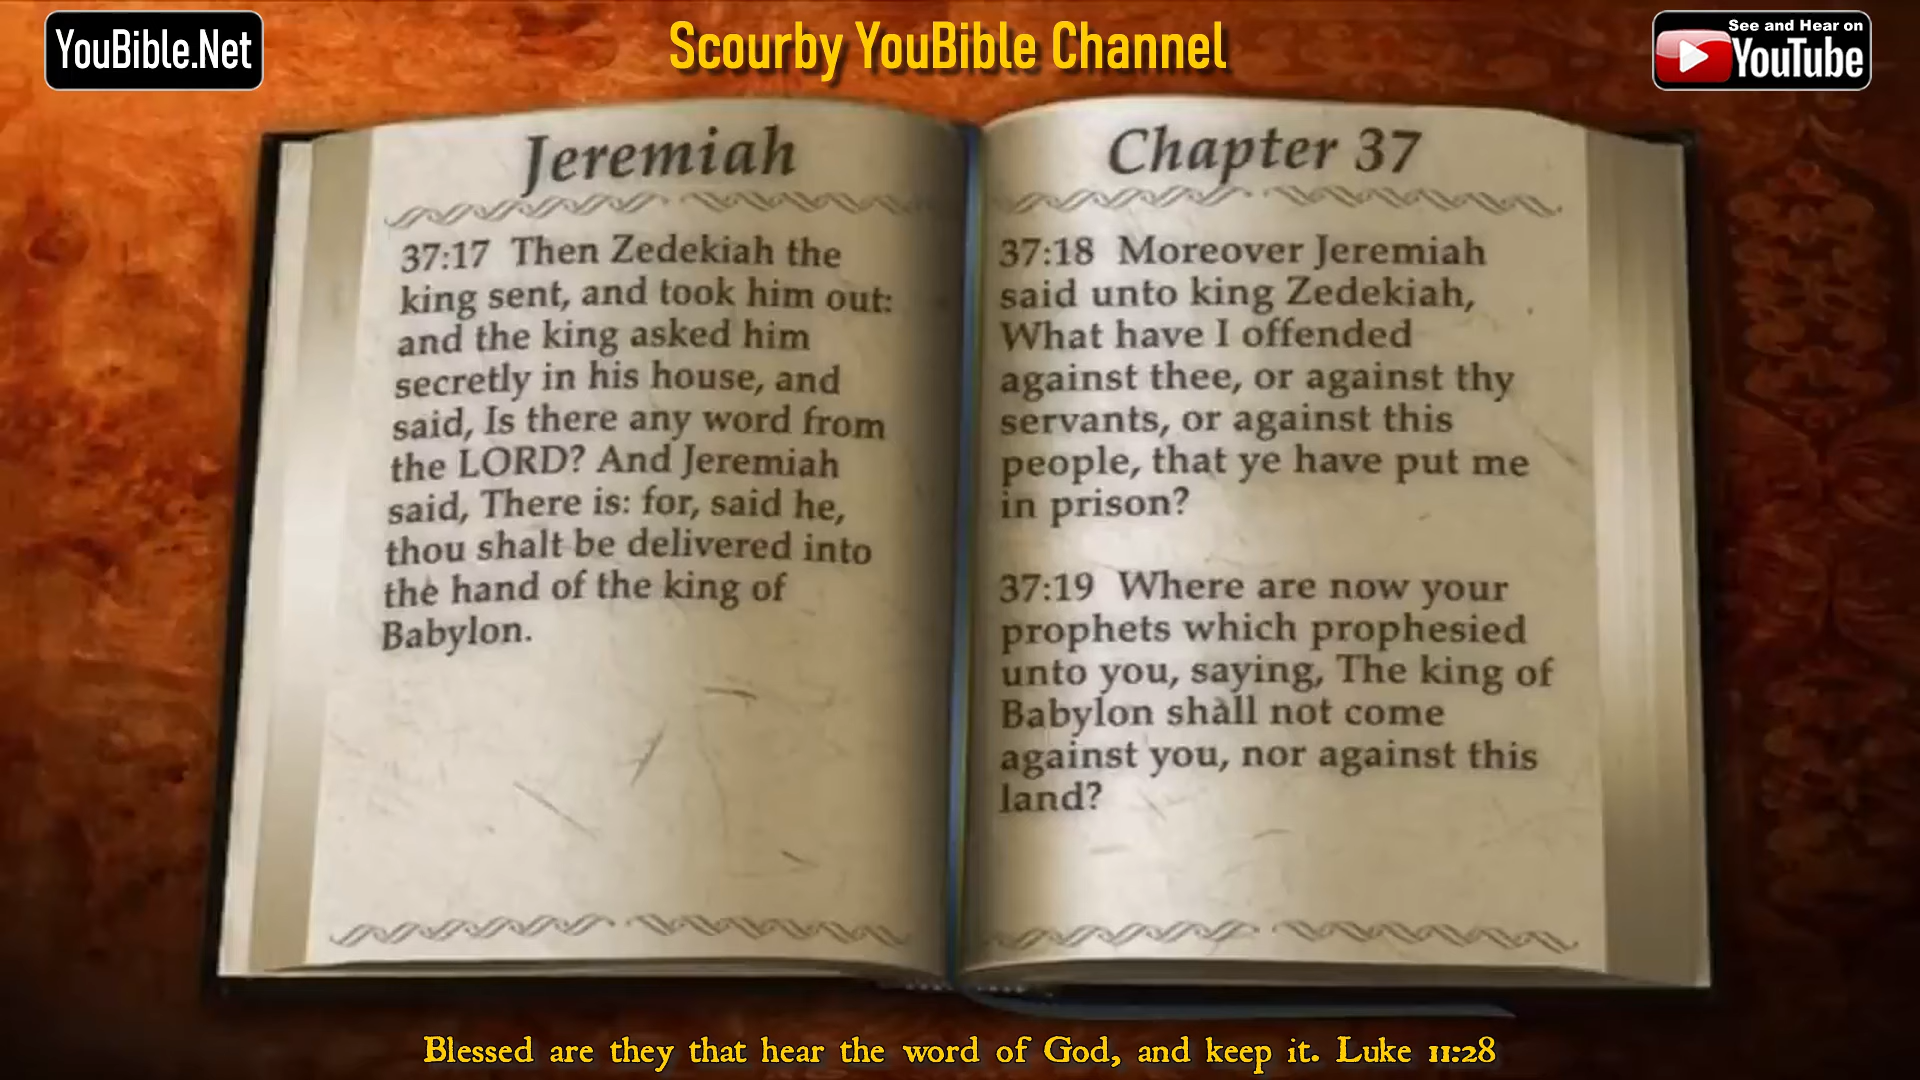 YouBible.Net
Scourby YouBible Channel
See and Hear on
YouTube
Jeremiah
37:17 Then Zedekiah the
king sent, and took him out:
and the king asked him
secretly in his house, and
said, Is there any word from
the LORD? And Jeremiah
said, There is: for, said he,
thou shalt be delivered into
the hand of the king of
Babylon.
Chapter 37
37:18 Moreover Jeremiah
said unto king Zedekiah,
What have I offended
against thee, or against thy
servants, or against this
people, that ye have put me
in prison?
37:19 Where are now your
prophets which prophesied
unto you, saying, The king of
Babylon shall not come
against you, nor against this
land?
Blessed are they that hear the word of God, and keep it. Luke 11:28